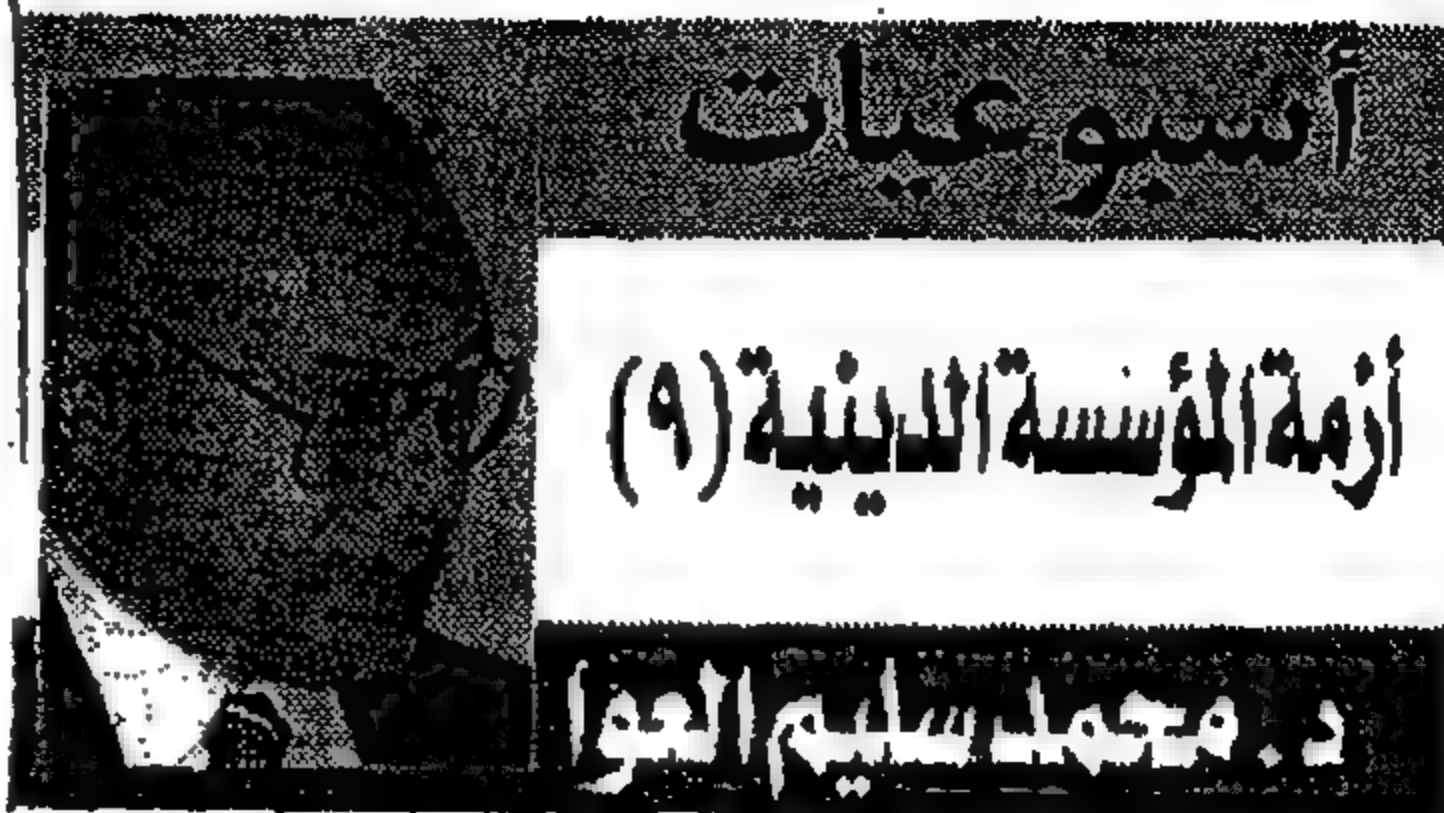 أسبوعيات
أزمة المؤسسة الدينية (٩)
د. محمد سليم العوا